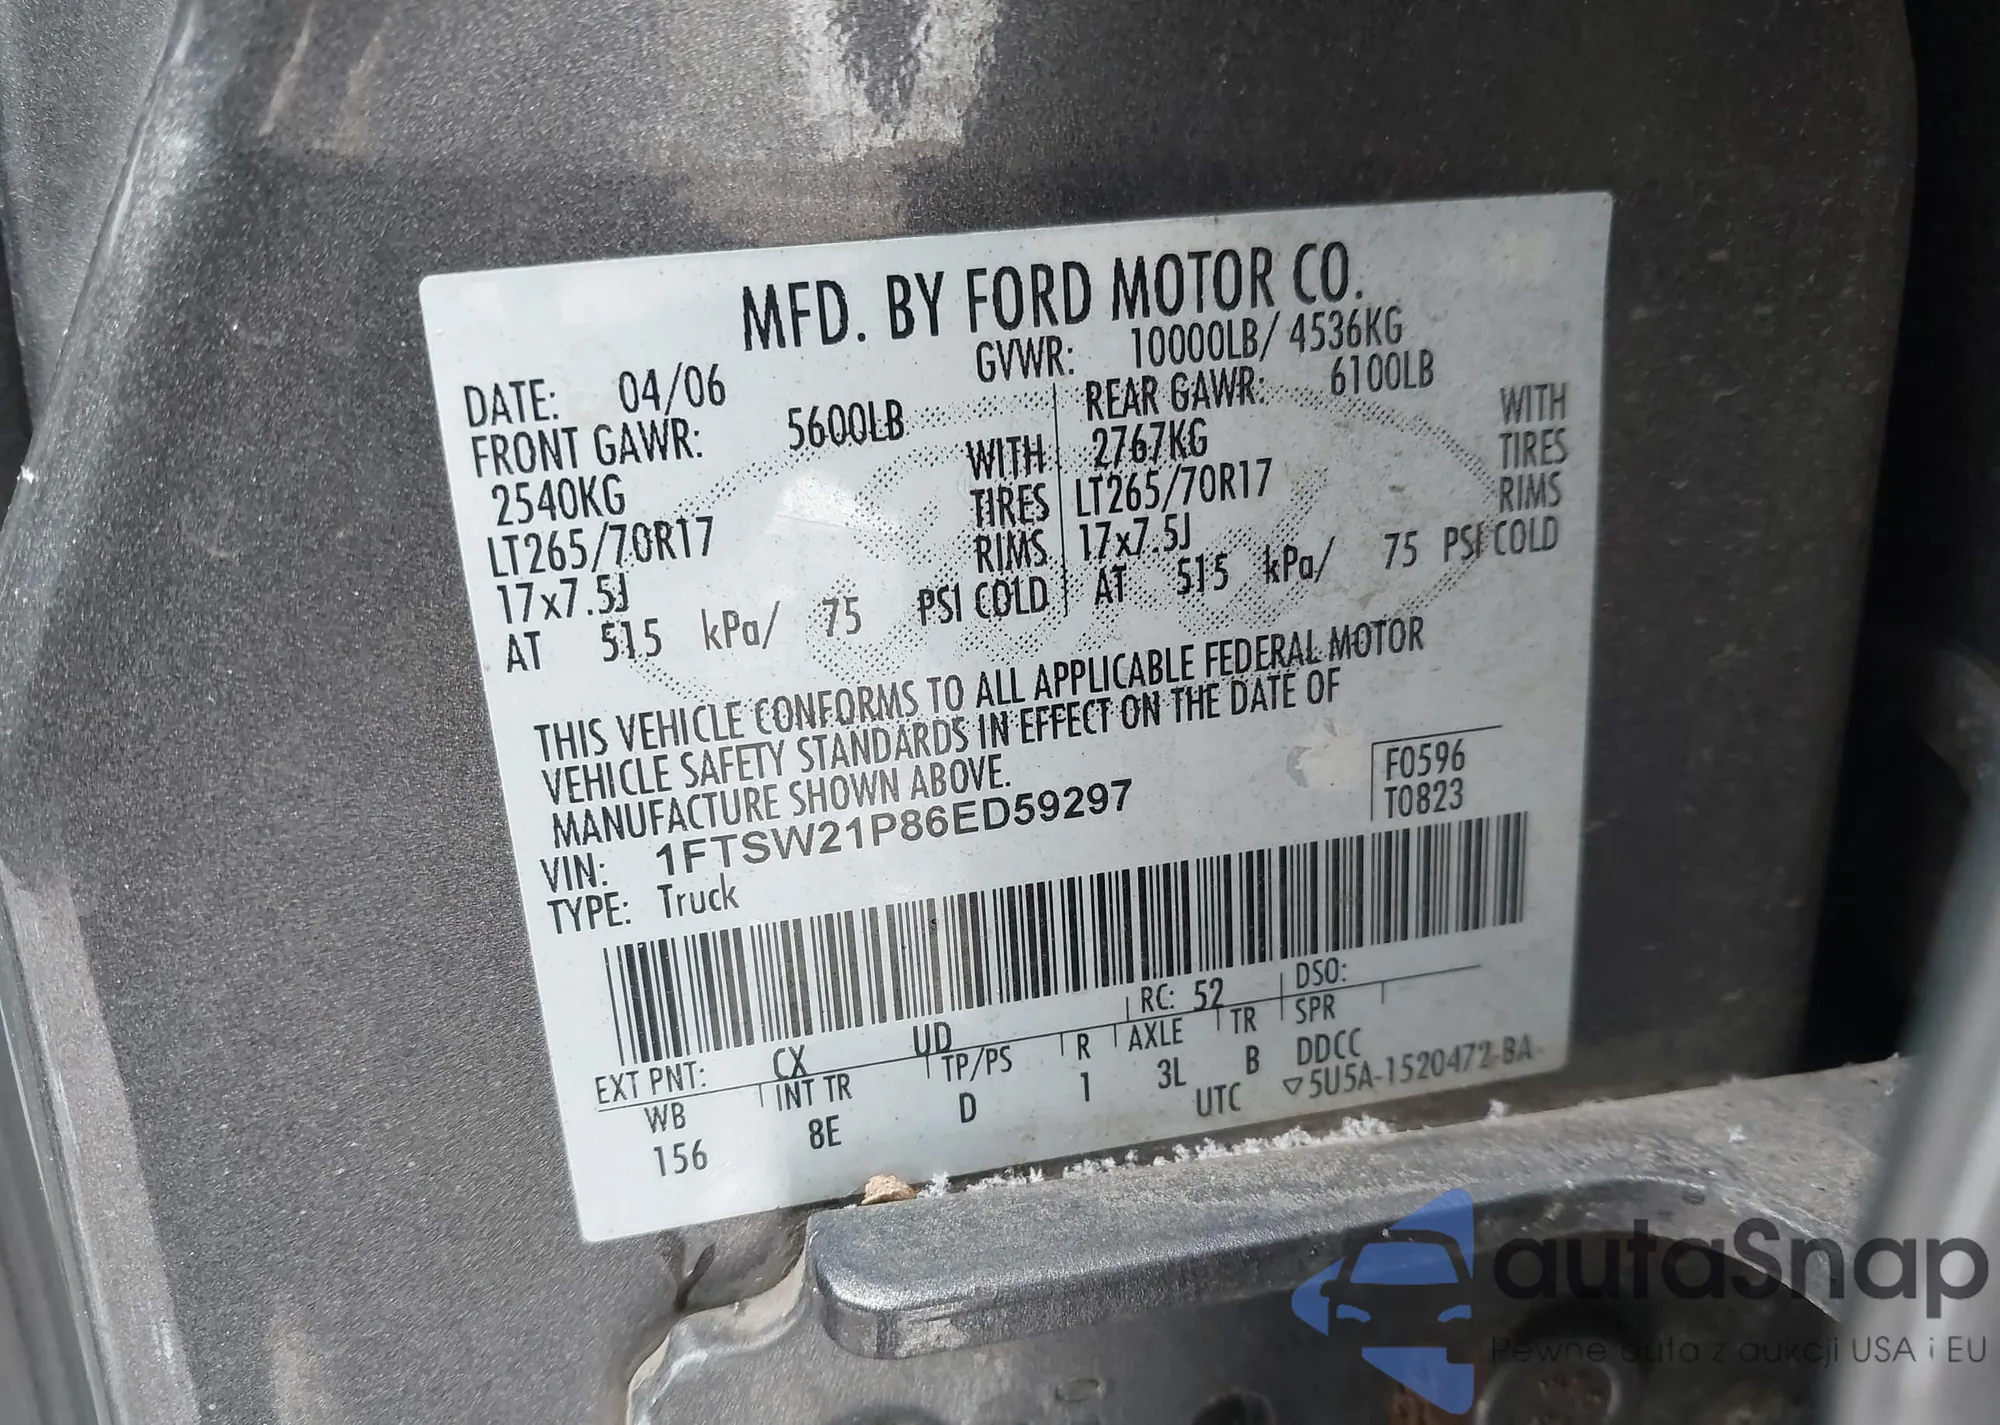 MFD. BY FORD MOTOR CO.
DATE: 04/06 GVWR: 10000LB/ 4536KG
FRONT GAWR: 5600LB REAR GAWR: 6100LB
2540KG WITH 2767KG WITH
LT265/70R17 TIRES LT265/70R17 TIRES
17x7.5J RIMS 17x7.5J RIMS
AT 515 kPa/ 75 PSI COLD AT 515 kPa/ 75 PSI COLD
THIS VEHICLE CONFORMS TO ALL APPLICABLE FEDERAL MOTOR
VEHICLE SAFETY STANDARDS IN EFFECT ON THE DATE OF
MANUFACTURE SHOWN ABOVE.
F0596
T0823
VIN: 1FTSW21P86ED59297
TYPE: Truck
EXT PNT: CX UD RC: 52 DSO:
WB INT TR TP/PS R AXLE TR SPR
156 8E D 1 3L B DDCC
UTC ▽5U5A-1520472-BA
autaSnap
Pewne auta z aukcji USA i EU